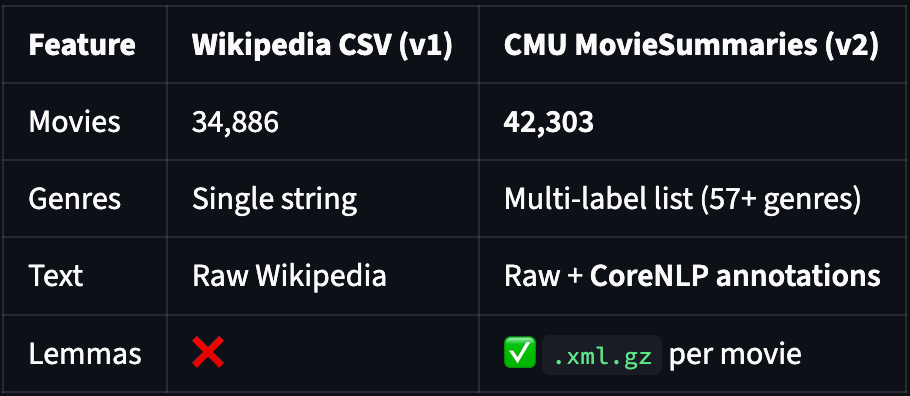 Feature Wikipedia CSV (v1) CMU MovieSummaries (v2)
Movies 34,886 42,303
Genres Single string Multi-label list (57+ genres)
Text Raw Wikipedia Raw + CoreNLP annotations
Lemmas ❌ ✅ .xml.gz per movie